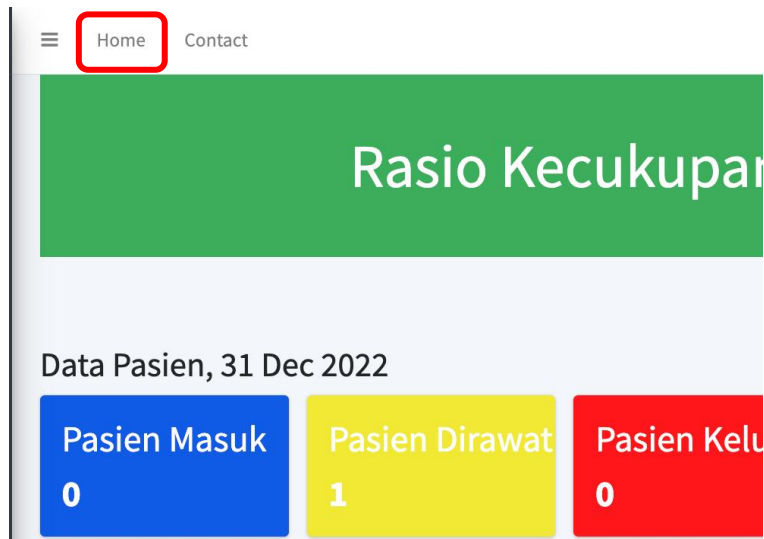 Home Contact
Rasio Kecukupan
Data Pasien, 31 Dec 2022
Pasien Masuk Pasien Dirawat Pasien Kelu
0 1 0